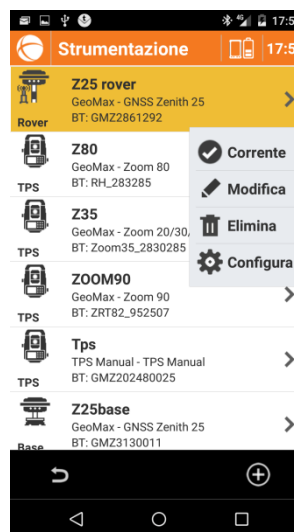 17:5
Strumentazione
17:5
Z25 rover
GeoMax - GNSS Zenith 25
BT: GMZ2861292
Rover
Corrente
Modifica
Elimina
Configura
Z80
GeoMax - Zoom 80
BT: RH_283285
TPS
Z35
GeoMax - Zoom 20/30,
BT: Zoom35_2830285
TPS
ZOOM90
GeoMax - Zoom 90
BT: ZRT82_952507
TPS
Tps
TPS Manual - TPS Manual
BT: GMZ202480025
TPS
Z25base
GeoMax - GNSS Zenith 25
BT: GMZ3130011
Base